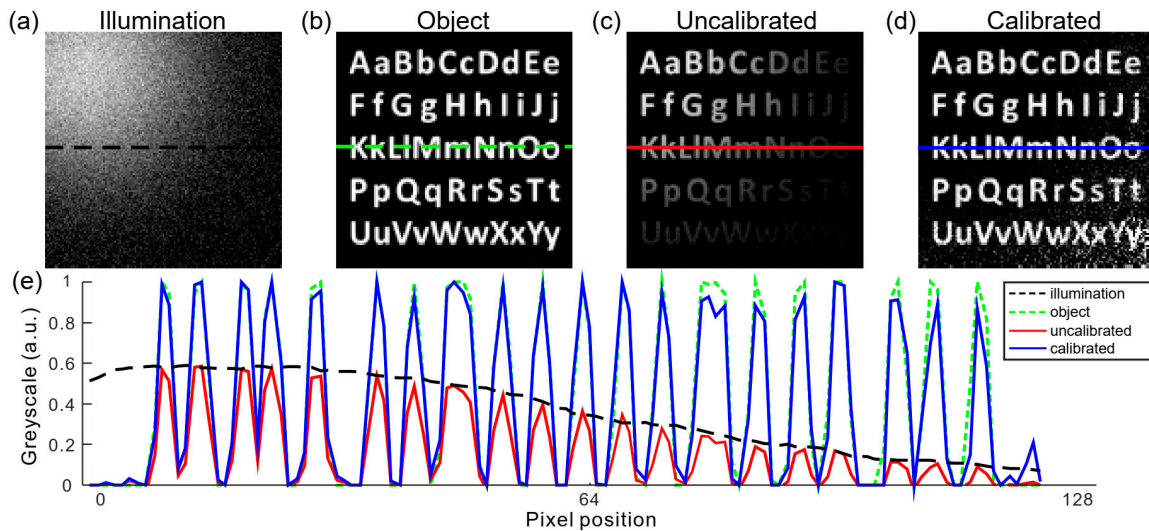 (a) Illumination
(b) Object
(c) Uncalibrated
(d) Calibrated
AaBbCcDdEe
FfGgHhIiJj
KkLlMmNnOo
PpQqRrSsTt
UuVvWwXxYy
AaBbCcDdEe
FfGgHhIiJj
KkLlMmNnOo
PpQqRrSsTt
UuVvWwXxYy
AaBbCcDdEe
FfGgHhIiJj
KkLlMmNnOo
PpQqRrSsTt
UuVvWwXxYy
(e)
Greyscale (a.u.)
1
0.8
0.6
0.4
0.2
0
0
64
128
Pixel position
illumination
object
uncalibrated
calibrated